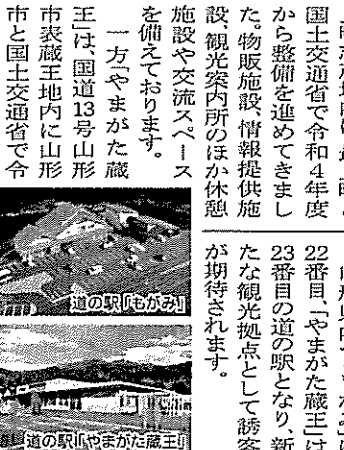 国土交通省で令和4年度
から整備を進めてきまし
た。物販施設、情報提供施
設、観光案内所のほか休憩
施設や交流スペース
を備えております。
一方「やまがた蔵
王」は、国道13号山形
市表蔵王地内に山形
市と国土交通省で令
22番目、「やまがた蔵王」は
23番目の道の駅となり、新
たな観光拠点として誘客
が期待されます。
道の駅「もがみ」
道の駅「やまがた蔵王」